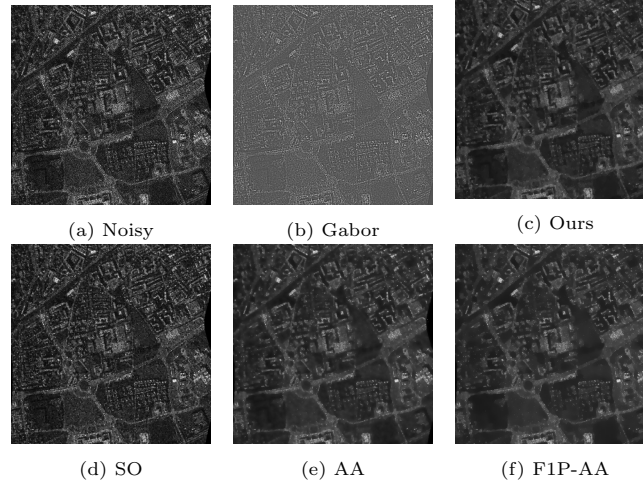 (a) Noisy
(b) Gabor
(c) Ours
(d) SO
(e) AA
(f) F1P-AA